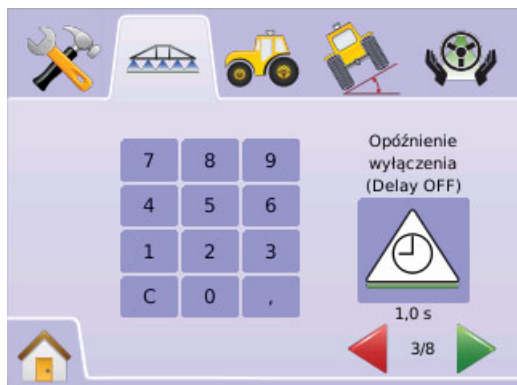 Opóźnienie
wyłączenia
(Delay OFF)
7 8 9
4 5 6
1 2 3
C 0 ,
1,0 s
3/8